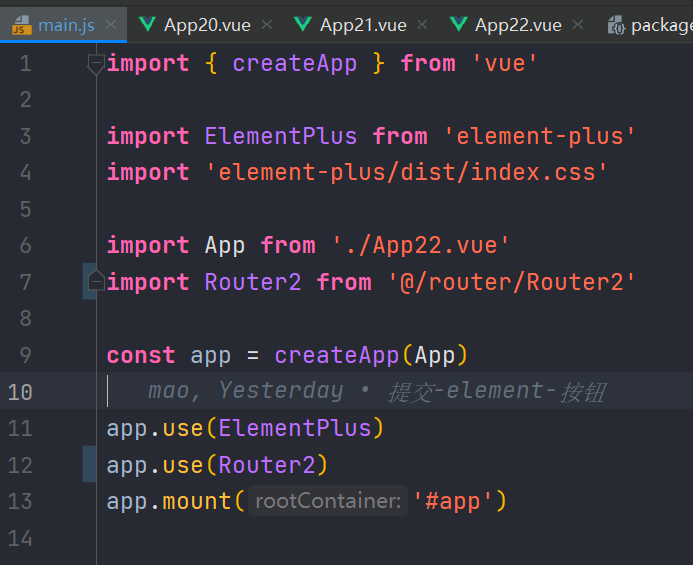 main.js App20.vue App21.vue App22.vue package
1 import { createApp } from 'vue'
2
3 import ElementPlus from 'element-plus'
4 import 'element-plus/dist/index.css'
5
6 import App from './App22.vue'
7 import Router2 from '@/router/Router2'
8
9 const app = createApp(App)
10 mao, Yesterday • 提交-element-按钮
11 app.use(ElementPlus)
12 app.use(Router2)
13 app.mount( rootContainer: '#app')
14